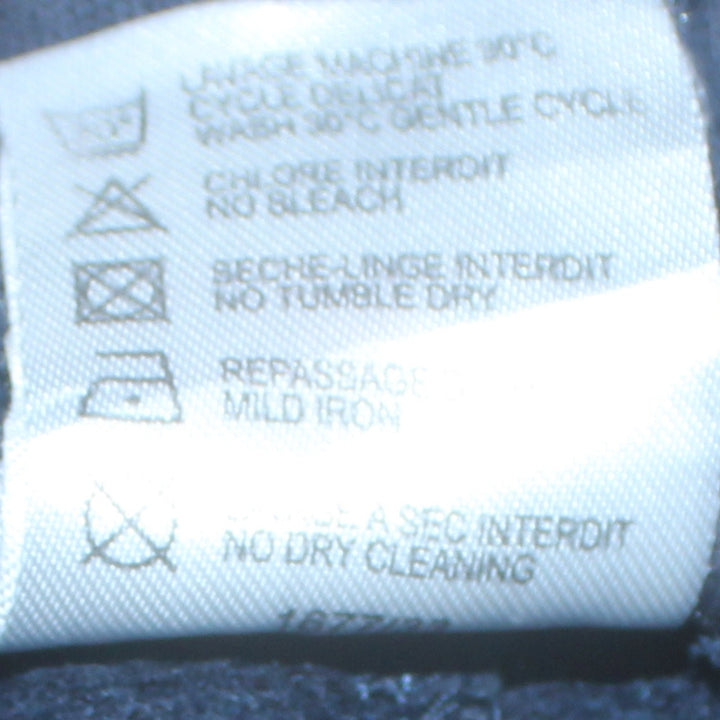 LAVAGE MACHINE 30°C
CYCLE DELICAT
WASH 30°C GENTLE CYCLE
CHLORE INTERDIT
NO BLEACH
SECHE-LINGE INTERDIT
NO TUMBLE DRY
REPASSAGE
MILD IRON
A SEC INTERDIT
NO DRY CLEANING